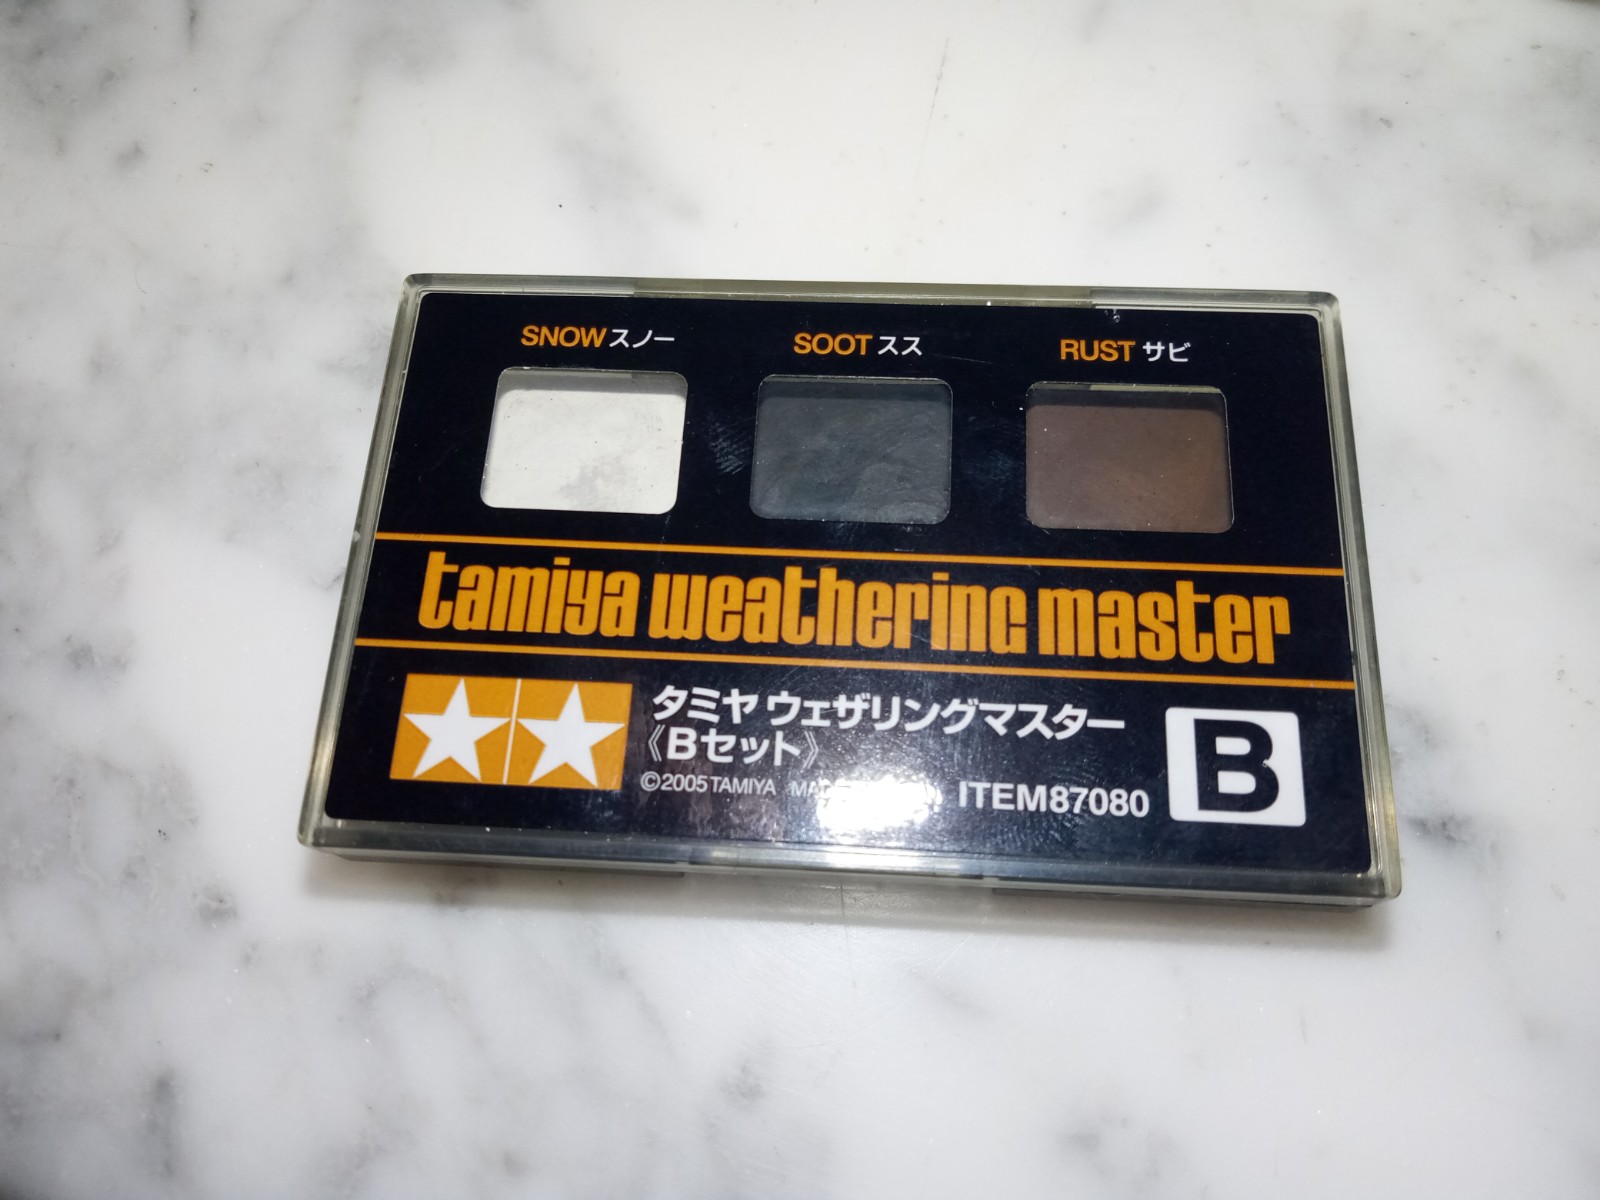 SNOW スノー
SOOT スス
RUST サビ
tamiya weathering master
タミヤ ウェザリングマスター
《Bセット》
©2005 TAMIYA
ITEM87080
B